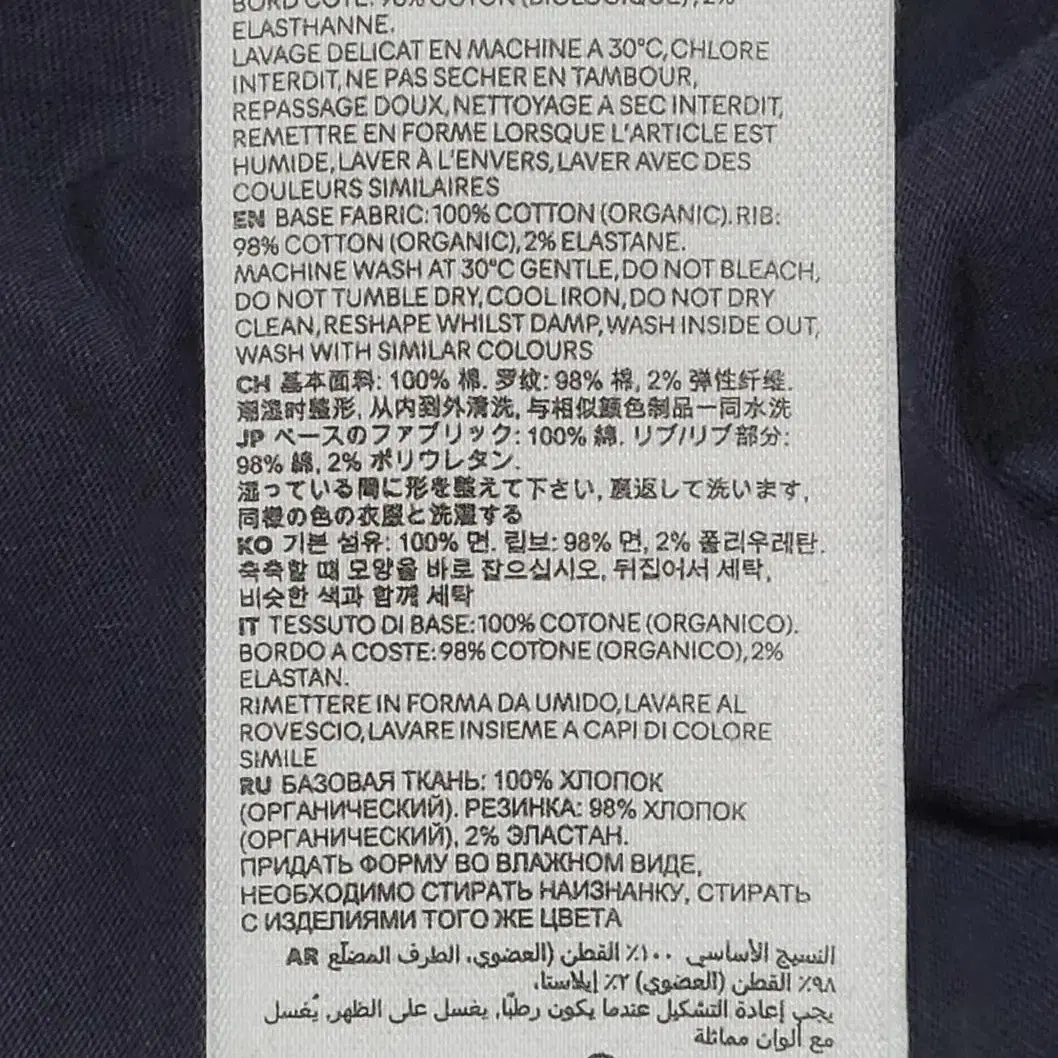 BORD CÔTE: 98% COTON (BIOLOGIQUE), 2%
ELASTHANNE.
LAVAGE DELICAT EN MACHINE A 30°C, CHLORE
INTERDIT, NE PAS SECHER EN TAMBOUR,
REPASSAGE DOUX, NETTOYAGE A SEC INTERDIT,
REMETTRE EN FORME LORSQUE L'ARTICLE EST
HUMIDE, LAVER À L'ENVERS, LAVER AVEC DES
COULEURS SIMILAIRES
EN BASE FABRIC: 100% COTTON (ORGANIC). RIB:
98% COTTON (ORGANIC), 2% ELASTANE.
MACHINE WASH AT 30°C GENTLE, DO NOT BLEACH,
DO NOT TUMBLE DRY, COOL IRON, DO NOT DRY
CLEAN, RESHAPE WHILST DAMP, WASH INSIDE OUT,
WASH WITH SIMILAR COLOURS
CH 基本面料: 100% 棉. 罗纹: 98% 棉, 2% 弹性纤维.
潮湿时整形, 从内到外清洗, 与相似颜色制品一同水洗
JP ベースのファブリック: 100% 綿. リブ/リブ部分:
98% 綿, 2% ポリウレタン.
湿っている間に形を整えて下さい, 裏返して洗います,
同様の色の衣服と洗濯する
KO 기본 섬유: 100% 면. 립브: 98% 면, 2% 폴리우레탄.
축축할 때 모양을 바로 잡으십시오, 뒤집어서 세탁,
비슷한 색과 함께 세탁
IT TESSUTO DI BASE: 100% COTONE (ORGANICO).
BORDO A COSTE: 98% COTONE (ORGANICO), 2%
ELASTAN.
RIMETTERE IN FORMA DA UMIDO, LAVARE AL
ROVESCIO, LAVARE INSIEME A CAPI DI COLORE
SIMILE
RU БАЗОВАЯ ТКАНЬ: 100% ХЛОПОК
(ОРГАНИЧЕСКИЙ). РЕЗИНКА: 98% ХЛОПОК
(ОРГАНИЧЕСКИЙ), 2% ЭЛАСТАН.
ПРИДАТЬ ФОРМУ ВО ВЛАЖНОМ ВИДЕ,
НЕОБХОДИМО СТИРАТЬ НАИЗНАНКУ, СТИРАТЬ
С ИЗДЕЛИЯМИ ТОГО ЖЕ ЦВЕТА
النسيج الأساسي ١٠٠٪ القطن (العضوي. الطرف المضلّع AR
٩٨٪ القطن (العضوي) ٢٪ إيلاستا.
يجب إعادة التشكيل عندما يكون رطبًا, يغسل على الظهر, يُغسل
مع ألوان مماثلة